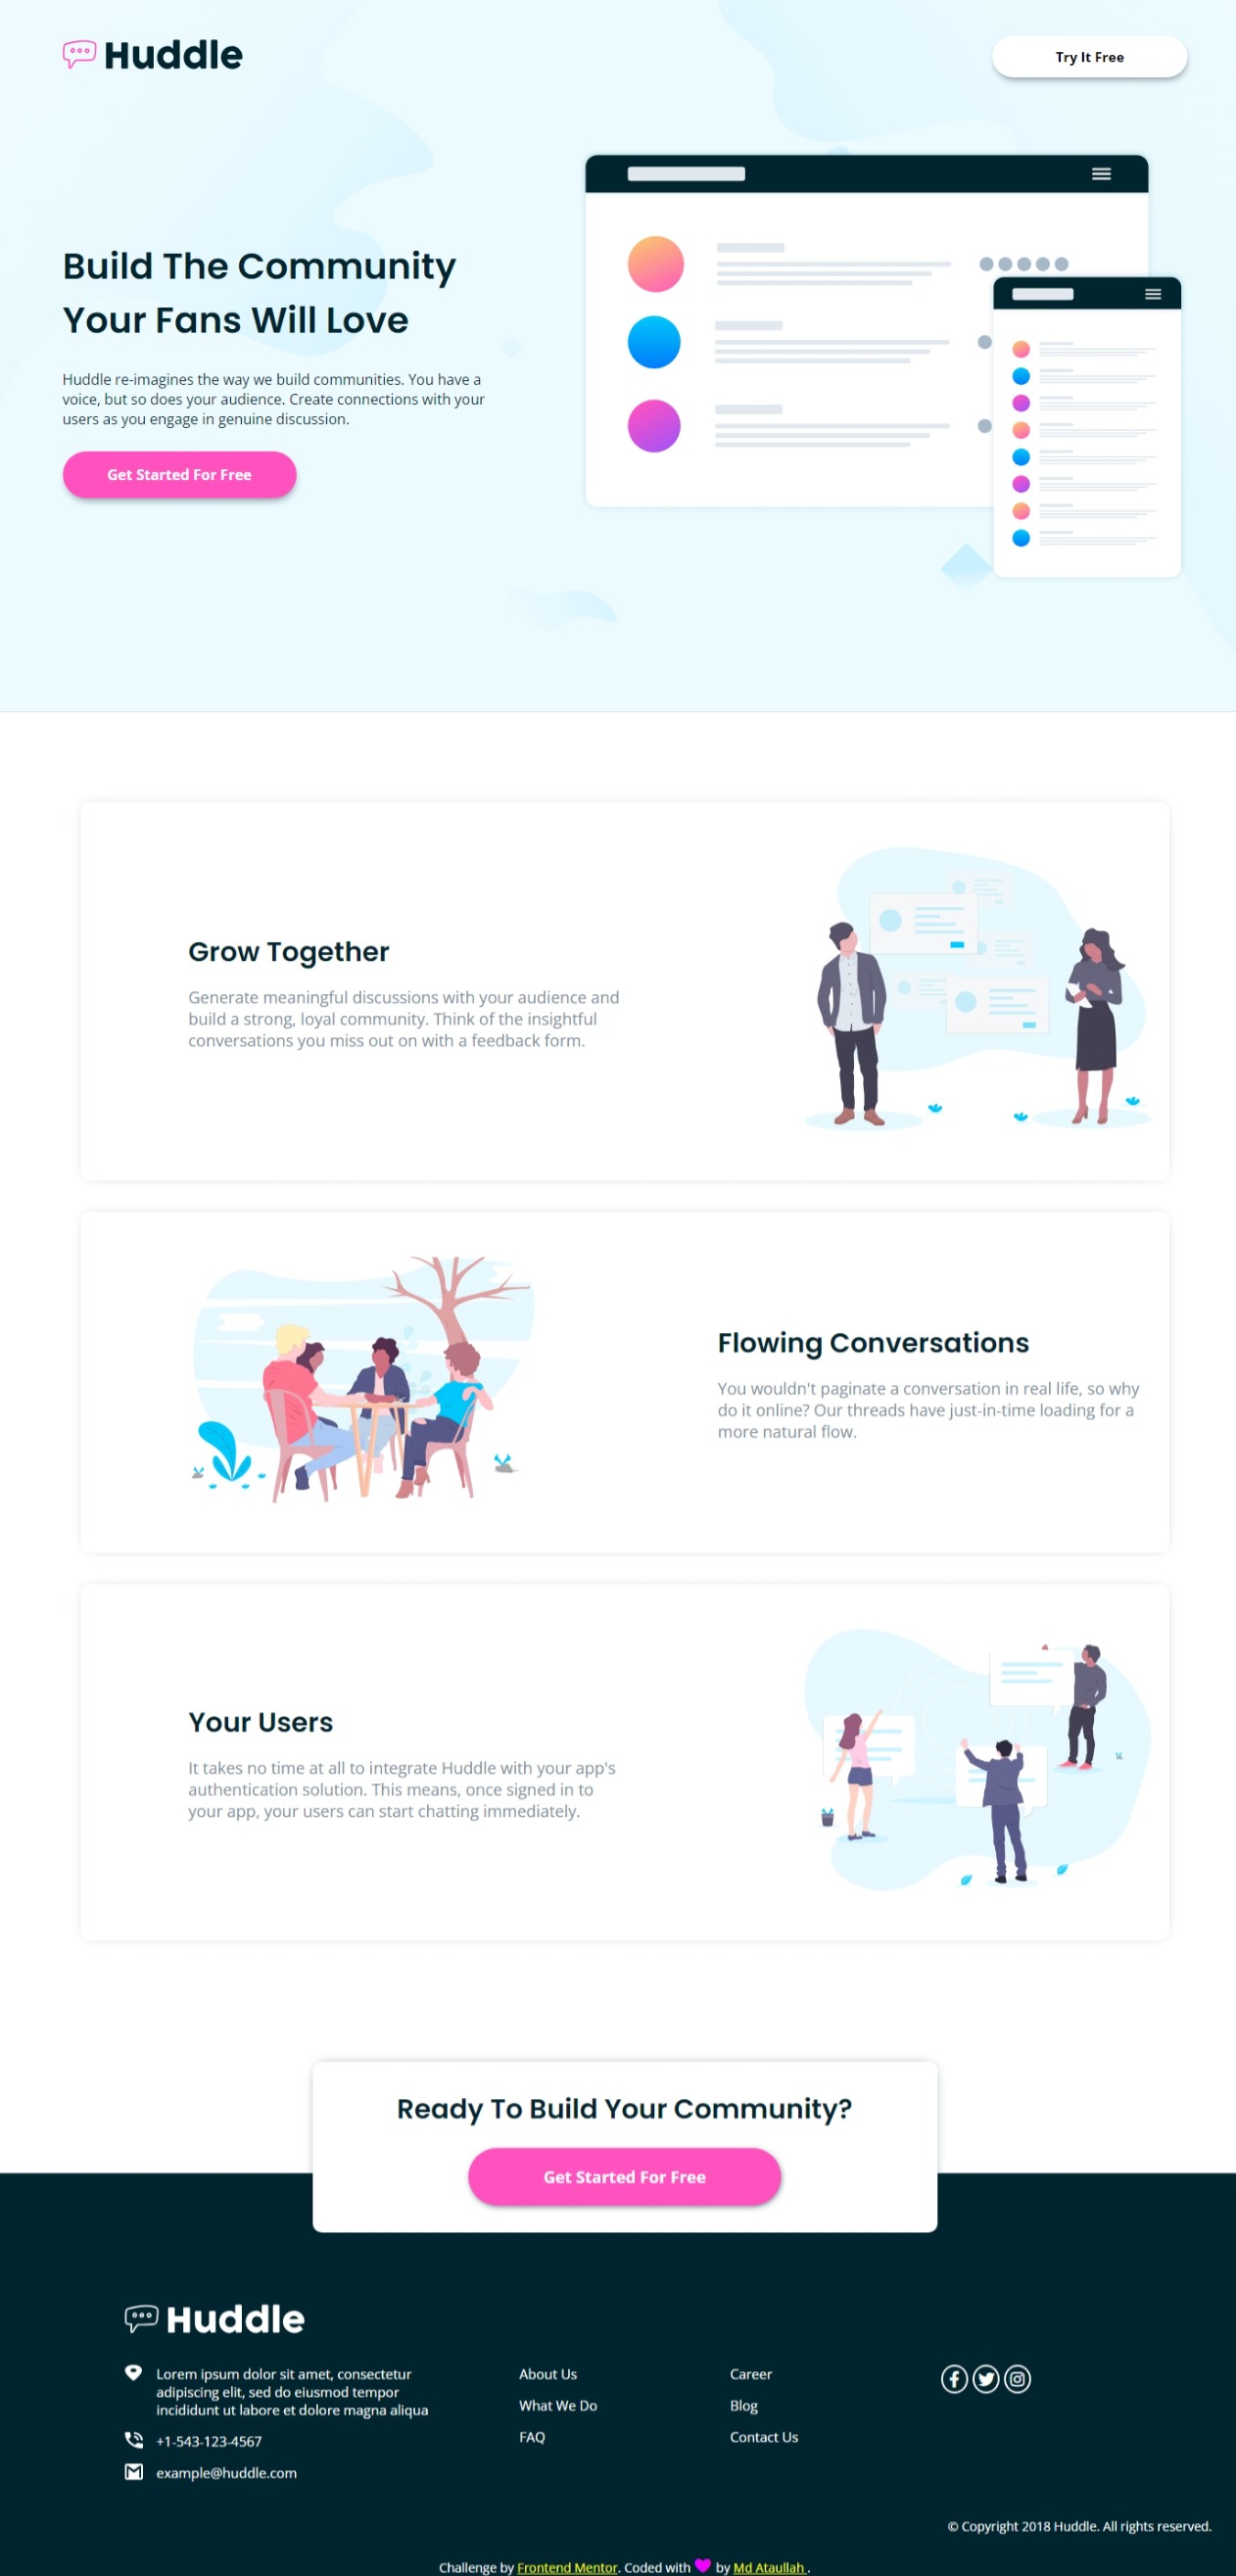 Huddle
Try It Free
Build The Community
Your Fans Will Love
Huddle re-imagines the way we build communities. You have a
voice, but so does your audience. Create connections with your
users as you engage in genuine discussion.
Get Started For Free
Grow Together
Generate meaningful discussions with your audience and
build a strong, loyal community. Think of the insightful
conversations you miss out on with a feedback form.
Flowing Conversations
You wouldn't paginate a conversation in real life, so why
do it online? Our threads have just-in-time loading for a
more natural flow.
Your Users
It takes no time at all to integrate Huddle with your app's
authentication solution. This means, once signed in to
your app, your users can start chatting immediately.
Ready To Build Your Community?
Get Started For Free
Huddle
Lorem ipsum dolor sit amet, consectetur
adipiscing elit, sed do eiusmod tempor
incididunt ut labore et dolore magna aliqua
+1-543-123-4567
example@huddle.com
About Us
What We Do
FAQ
Career
Blog
Contact Us
© Copyright 2018 Huddle. All rights reserved.
Challenge by Frontend Mentor. Coded with by Md Ataullah .